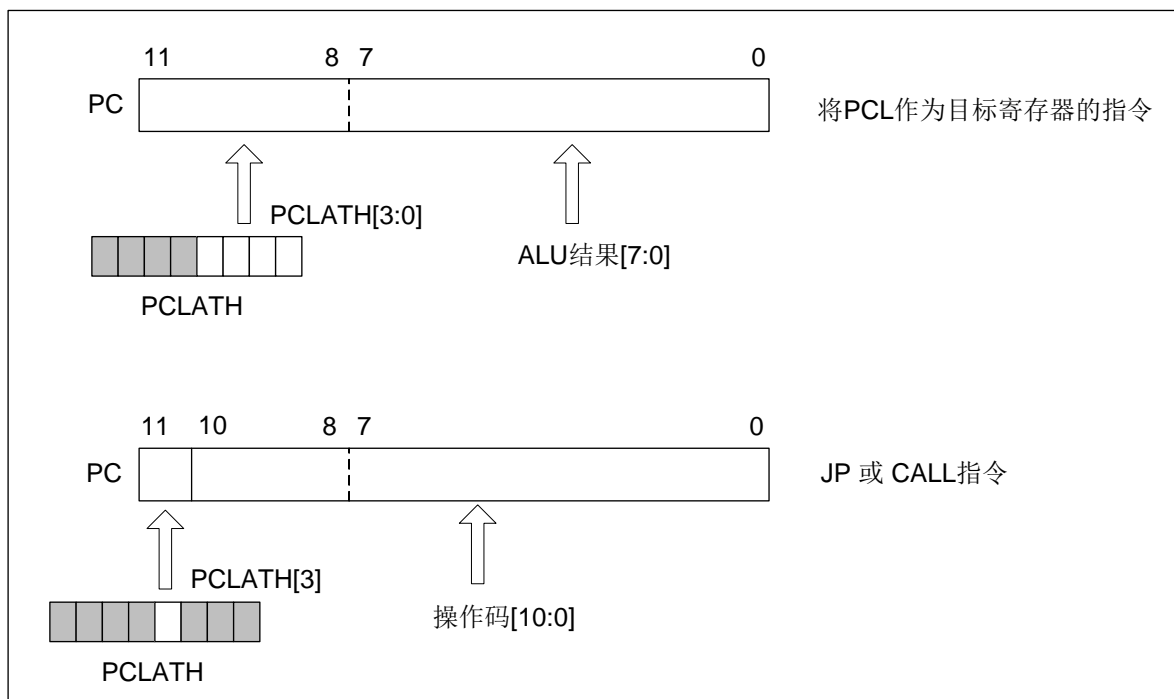 11 8 7 0
PC
将PCL作为目标寄存器的指令
PCLATH[3:0]
ALU结果[7:0]
PCLATH
11 10 8 7 0
PC
JP 或 CALL指令
PCLATH[3]
操作码[10:0]
PCLATH